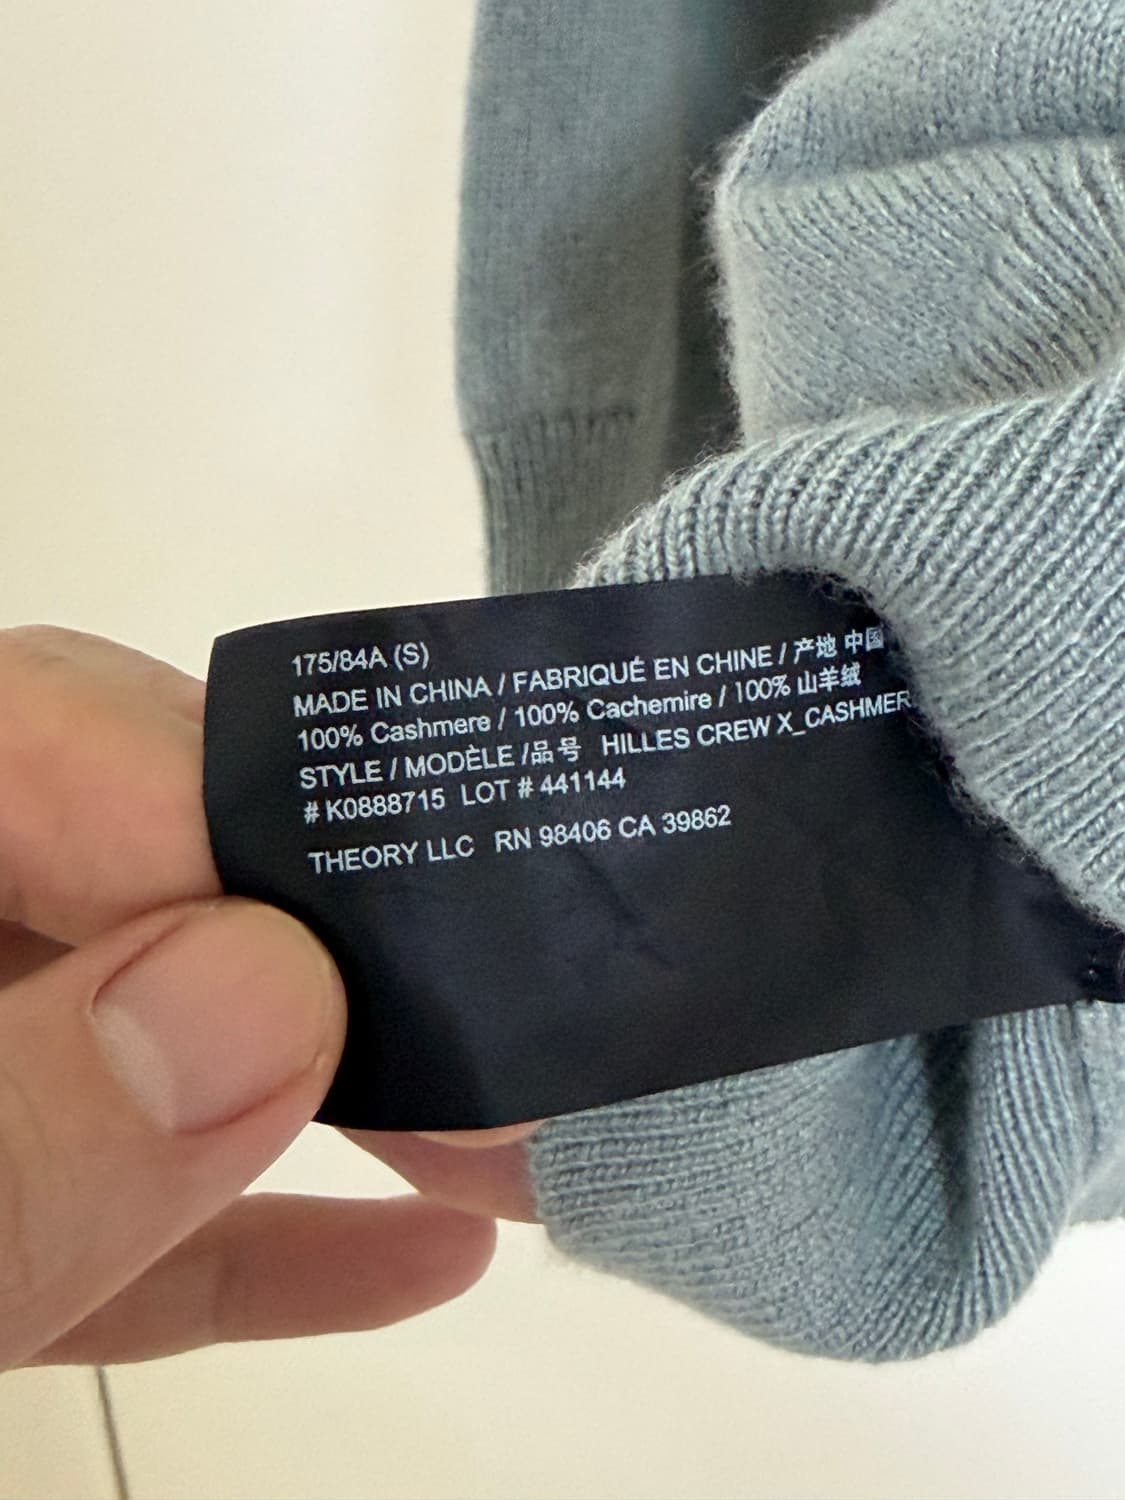 175/84A (S)
MADE IN CHINA / FABRIQUÉ EN CHINE / 产地 中国
100% Cashmere / 100% Cachemire / 100% 山羊绒
STYLE / MODÈLE /品号 HILLES CREW X_CASHMER
# K0888715 LOT # 441144
THEORY LLC RN 98406 CA 39862